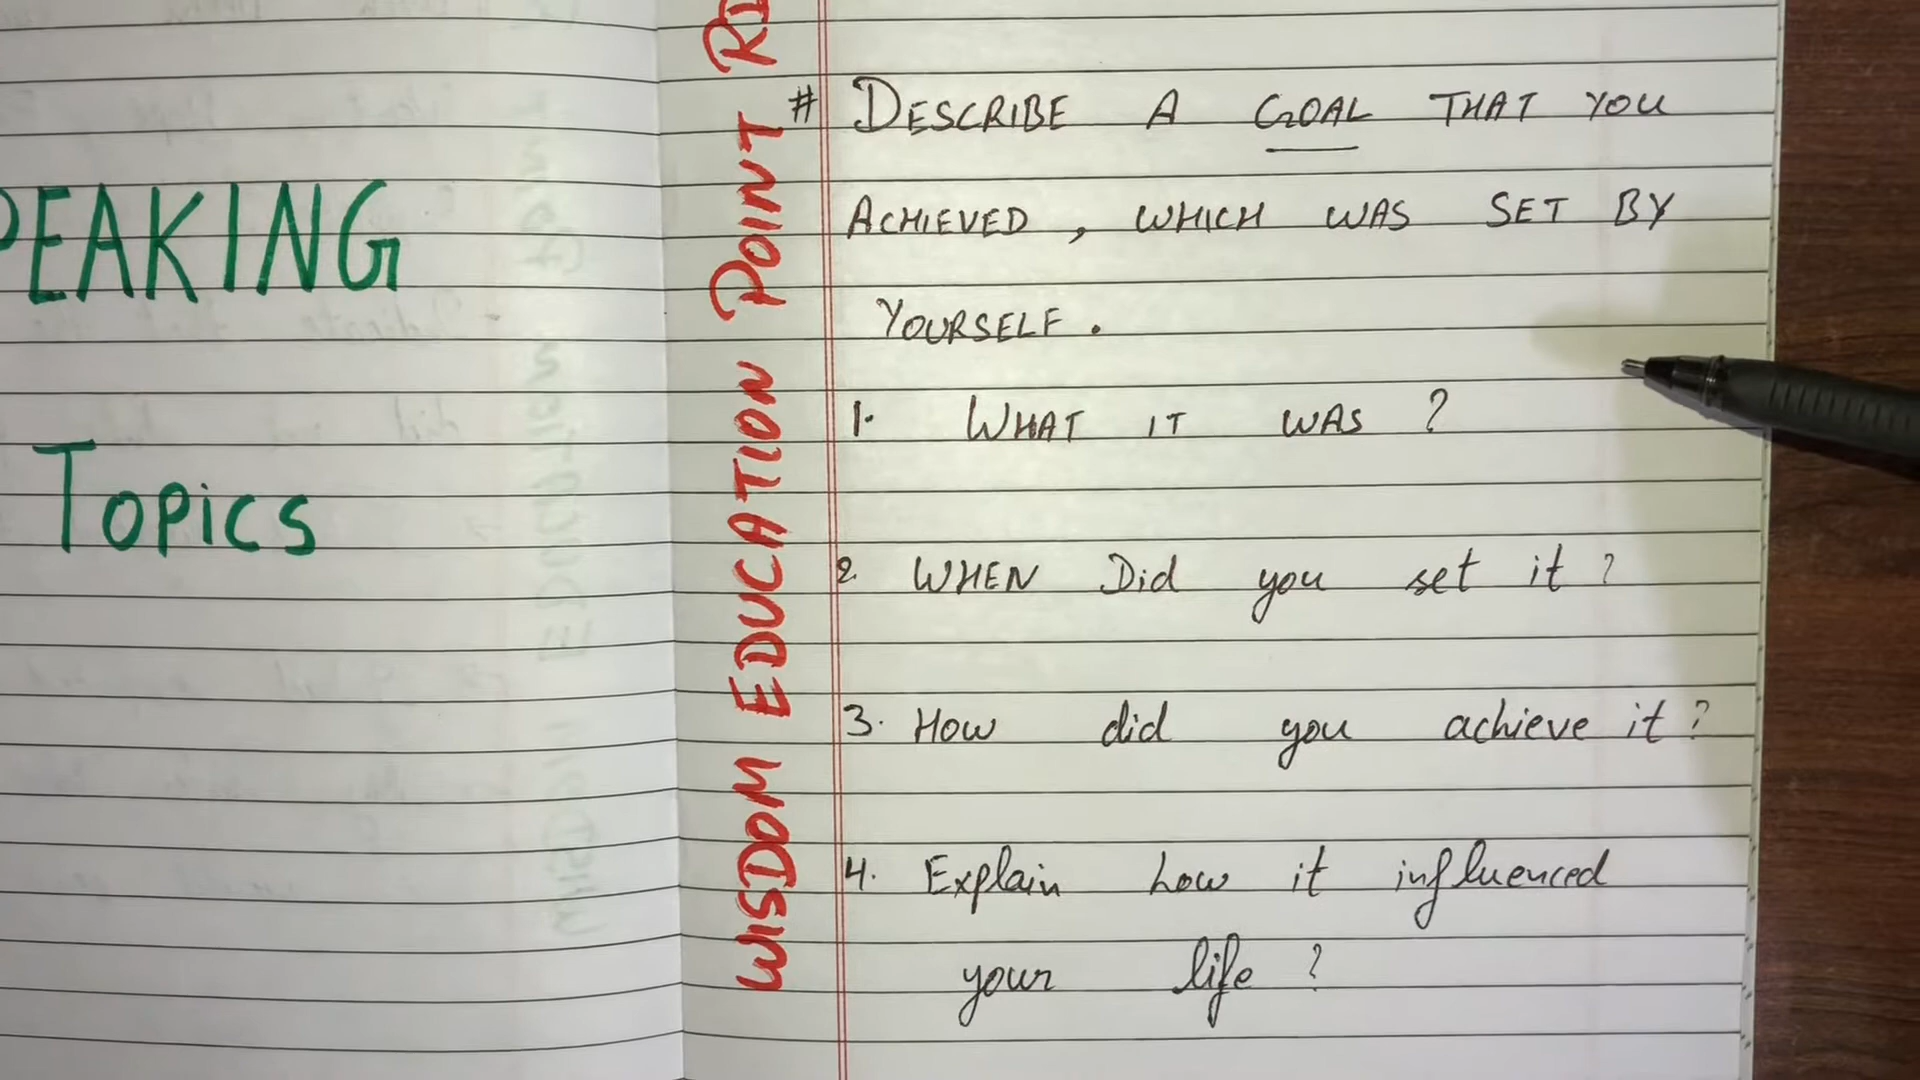 PEAKING
Topics
WISDOM EDUCATION POINT
# DESCRIBE A GOAL THAT YOU
ACHIEVED, WHICH WAS SET BY
YOURSELF.
1. WHAT IT WAS ?
2. WHEN Did you set it ?
3. How did you achieve it ?
4. Explain how it influenced
your life ?